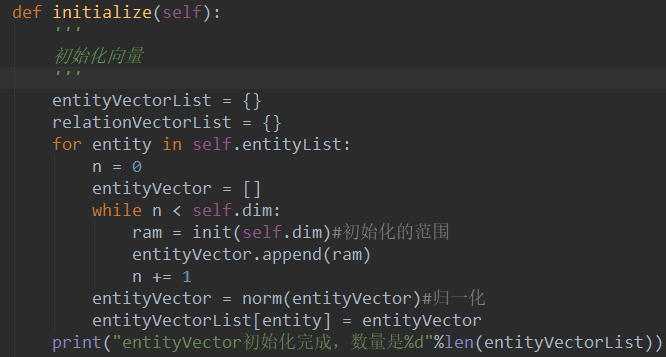 def initialize(self):
    '''
    初始化向量
    '''
    entityVectorList = {}
    relationVectorList = {}
    for entity in self.entityList:
        n = 0
        entityVector = []
        while n < self.dim:
            ram = init(self.dim)#初始化的范围
            entityVector.append(ram)
            n += 1
        entityVector = norm(entityVector)#归一化
        entityVectorList[entity] = entityVector
    print("entityVector初始化完成，数量是%d"%len(entityVectorList))